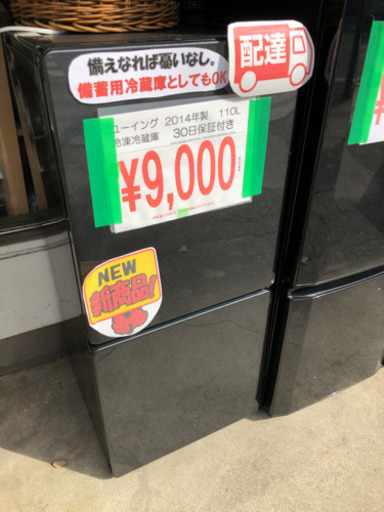 備えなれば憂いなし。
備蓄用冷蔵庫としてもOK
配達
ユーイング 2014年製 110L
冷凍冷蔵庫 30日保証付き
¥9,000
NEW
新商品!